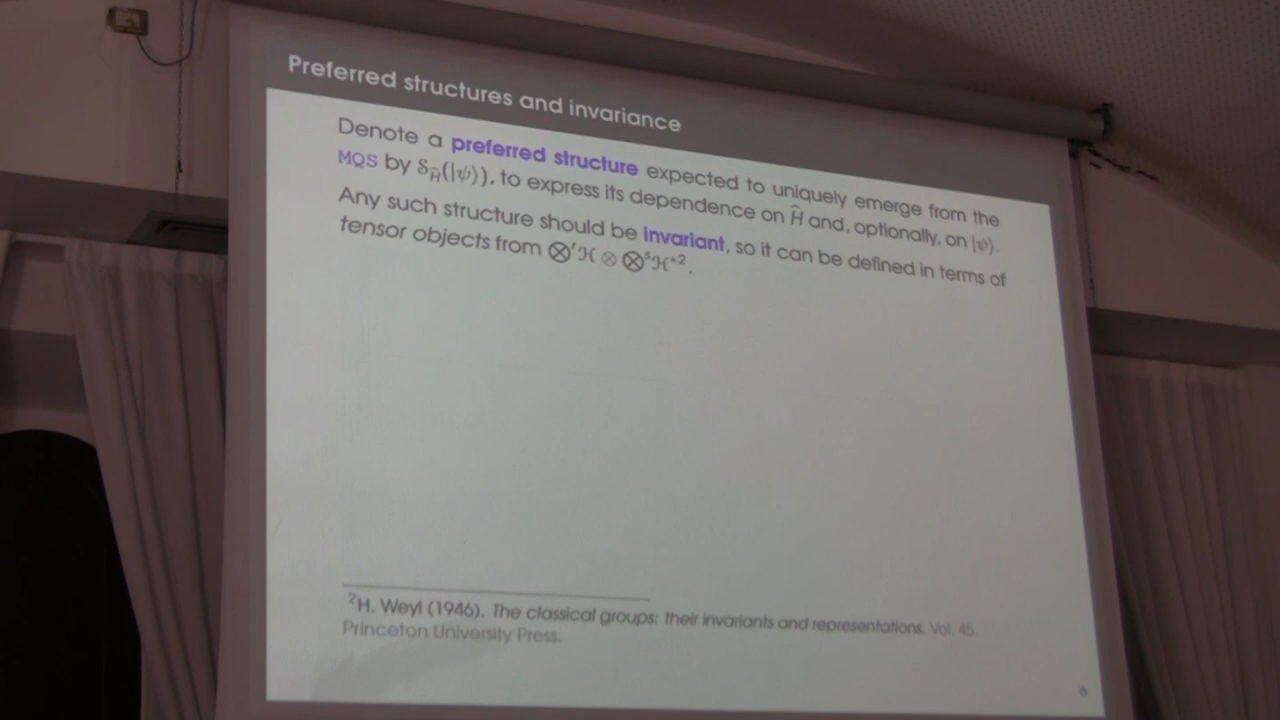 Preferred structures and invariance
Denote a preferred structure expected to uniquely emerge from the
MQS by 𝒮_Ĥ(|ψ⟩), to express its dependence on Ĥ and, optionally, on |ψ⟩.
Any such structure should be invariant, so it can be defined in terms of
tensor objects from ⊗ʳℋ ⊗ ⊗ˢℋ*².
²H. Weyl (1946). The classical groups: their invariants and representations. Vol. 45.
Princeton University Press.
6